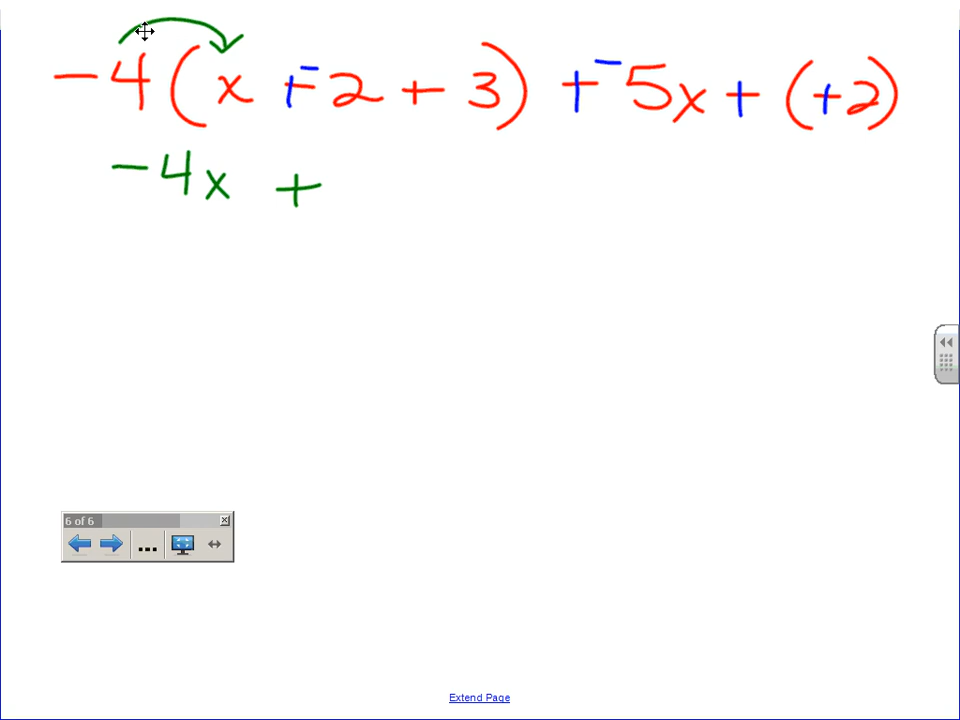 -4(x + -2 + 3) + -5x + (+2)
-4x +
6 of 6
...
Extend Page